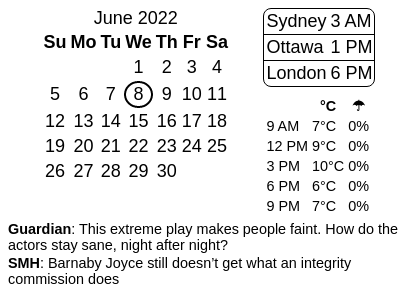 June 2022
Su Mo Tu We Th Fr Sa
1 2 3 4
5 6 7 8 9 10 11
12 13 14 15 16 17 18
19 20 21 22 23 24 25
26 27 28 29 30
Sydney 3 AM
Ottawa 1 PM
London 6 PM
°C ☂
9 AM 7°C 0%
12 PM 9°C 0%
3 PM 10°C 0%
6 PM 6°C 0%
9 PM 7°C 0%
Guardian: This extreme play makes people faint. How do the
actors stay sane, night after night?
SMH: Barnaby Joyce still doesn’t get what an integrity
commission does